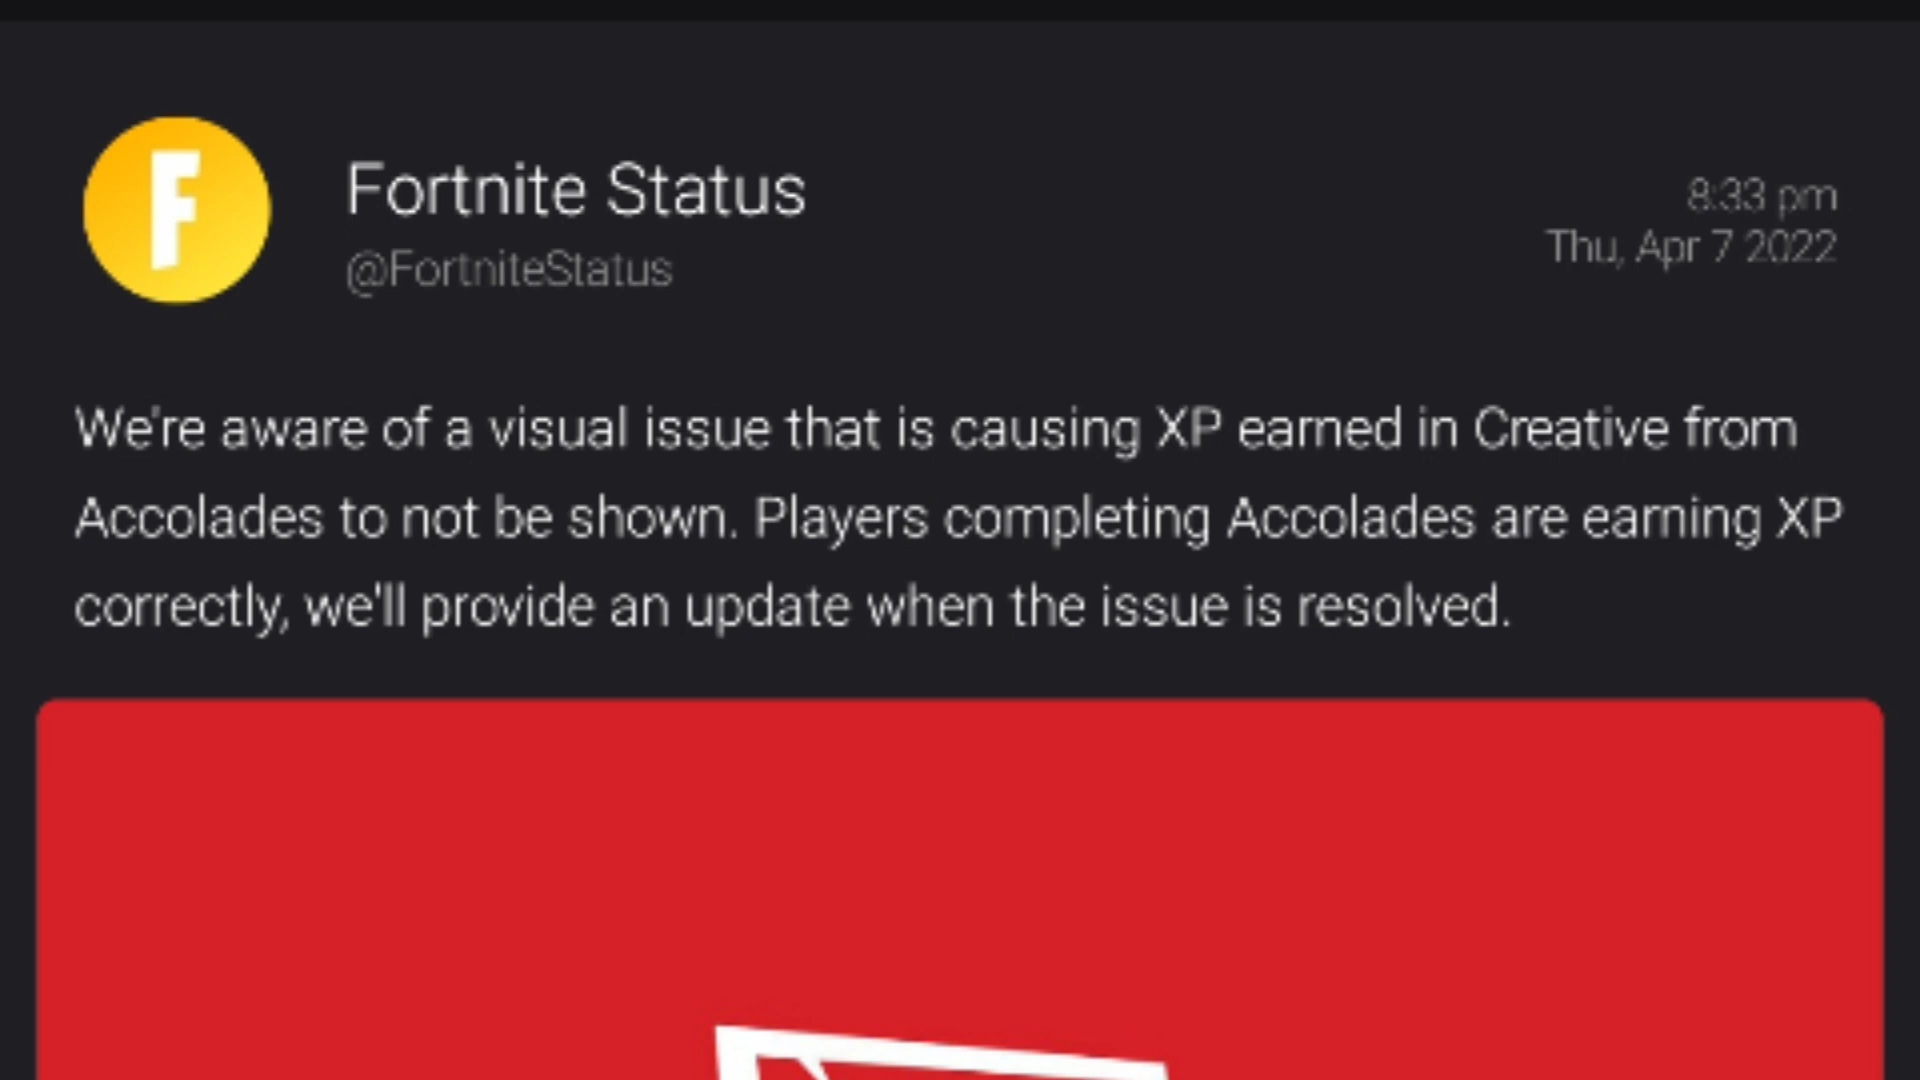 F
Fortnite Status
@FortniteStatus
8:33 pm
Thu, Apr 7 2022
We're aware of a visual issue that is causing XP earned in Creative from
Accolades to not be shown. Players completing Accolades are earning XP
correctly, we'll provide an update when the issue is resolved.